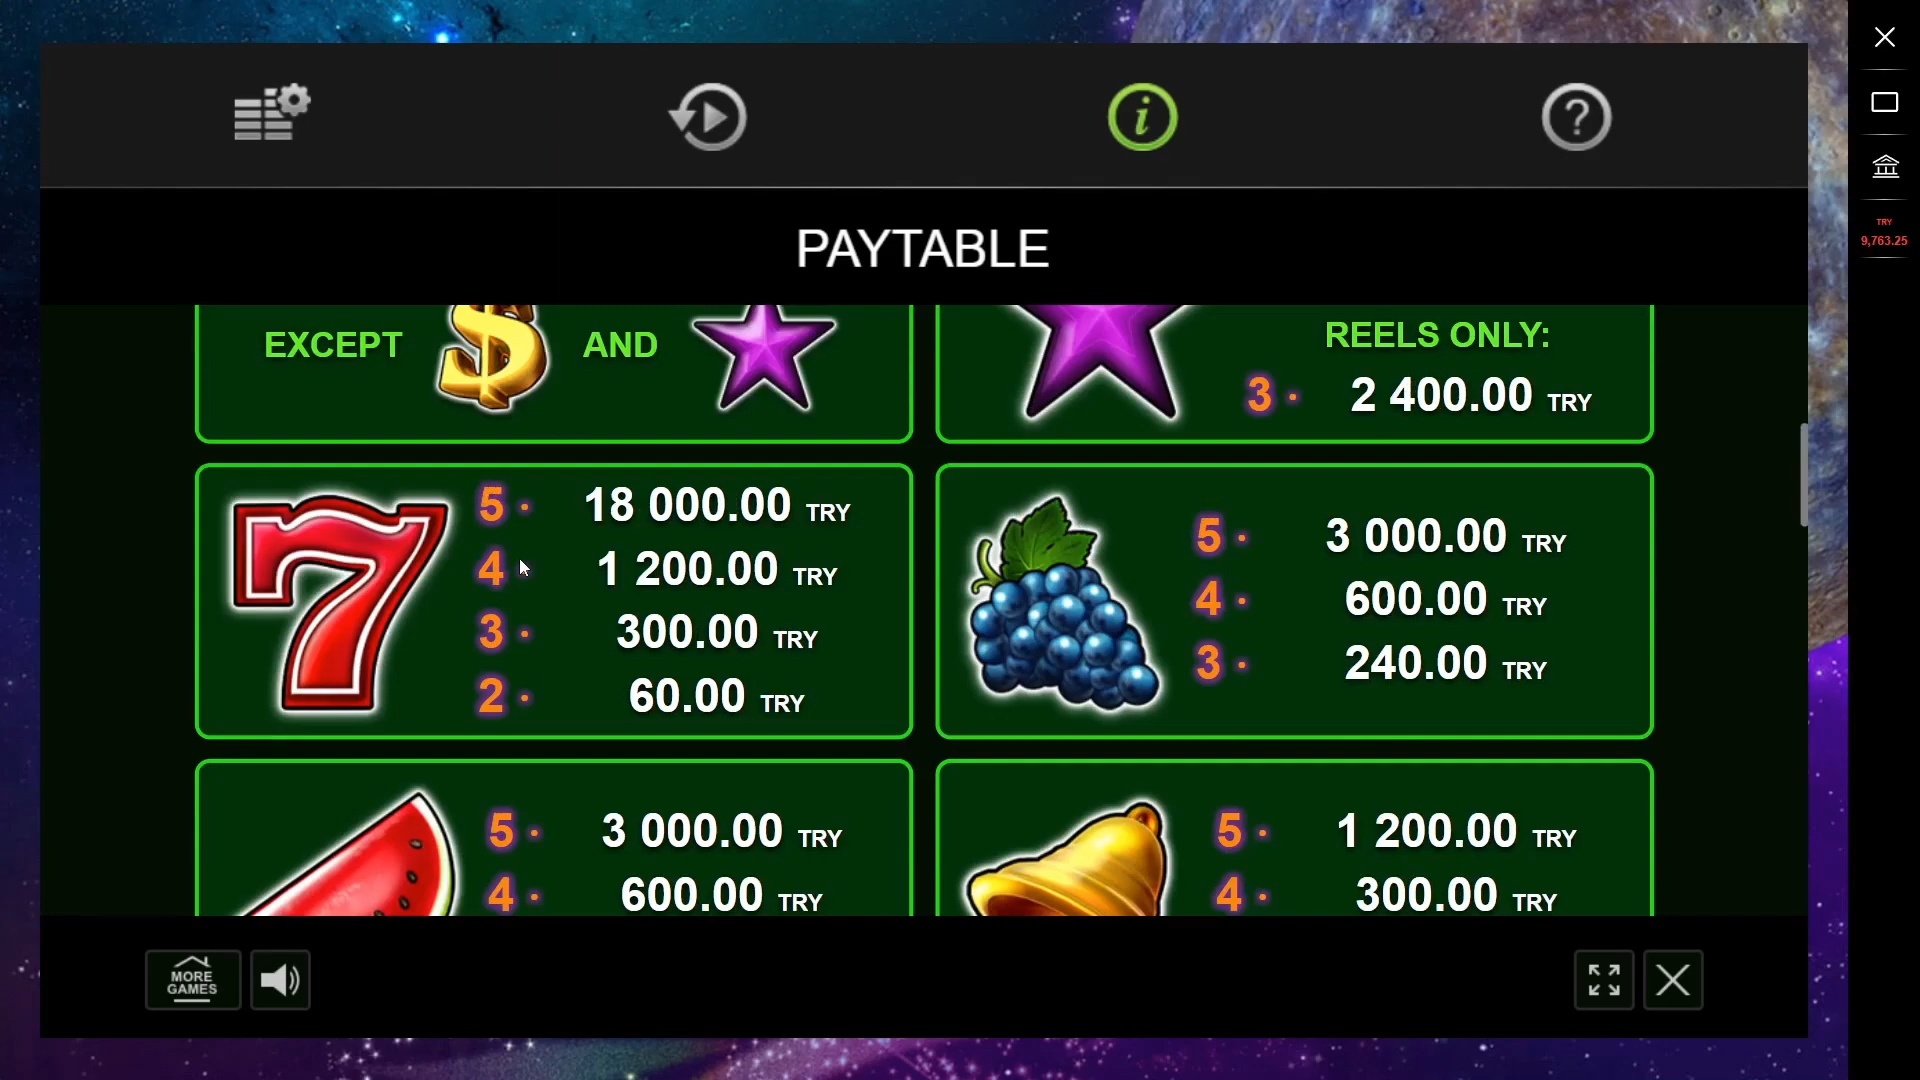 PAYTABLE
EXCEPT AND
REELS ONLY:
3 · 2 400.00 TRY
5 · 18 000.00 TRY
4 · 1 200.00 TRY
3 · 300.00 TRY
2 · 60.00 TRY
5 · 3 000.00 TRY
4 · 600.00 TRY
3 · 240.00 TRY
5 · 3 000.00 TRY
4 · 600.00 TRY
5 · 1 200.00 TRY
4 · 300.00 TRY
MORE
GAMES
TRY
9,763.25